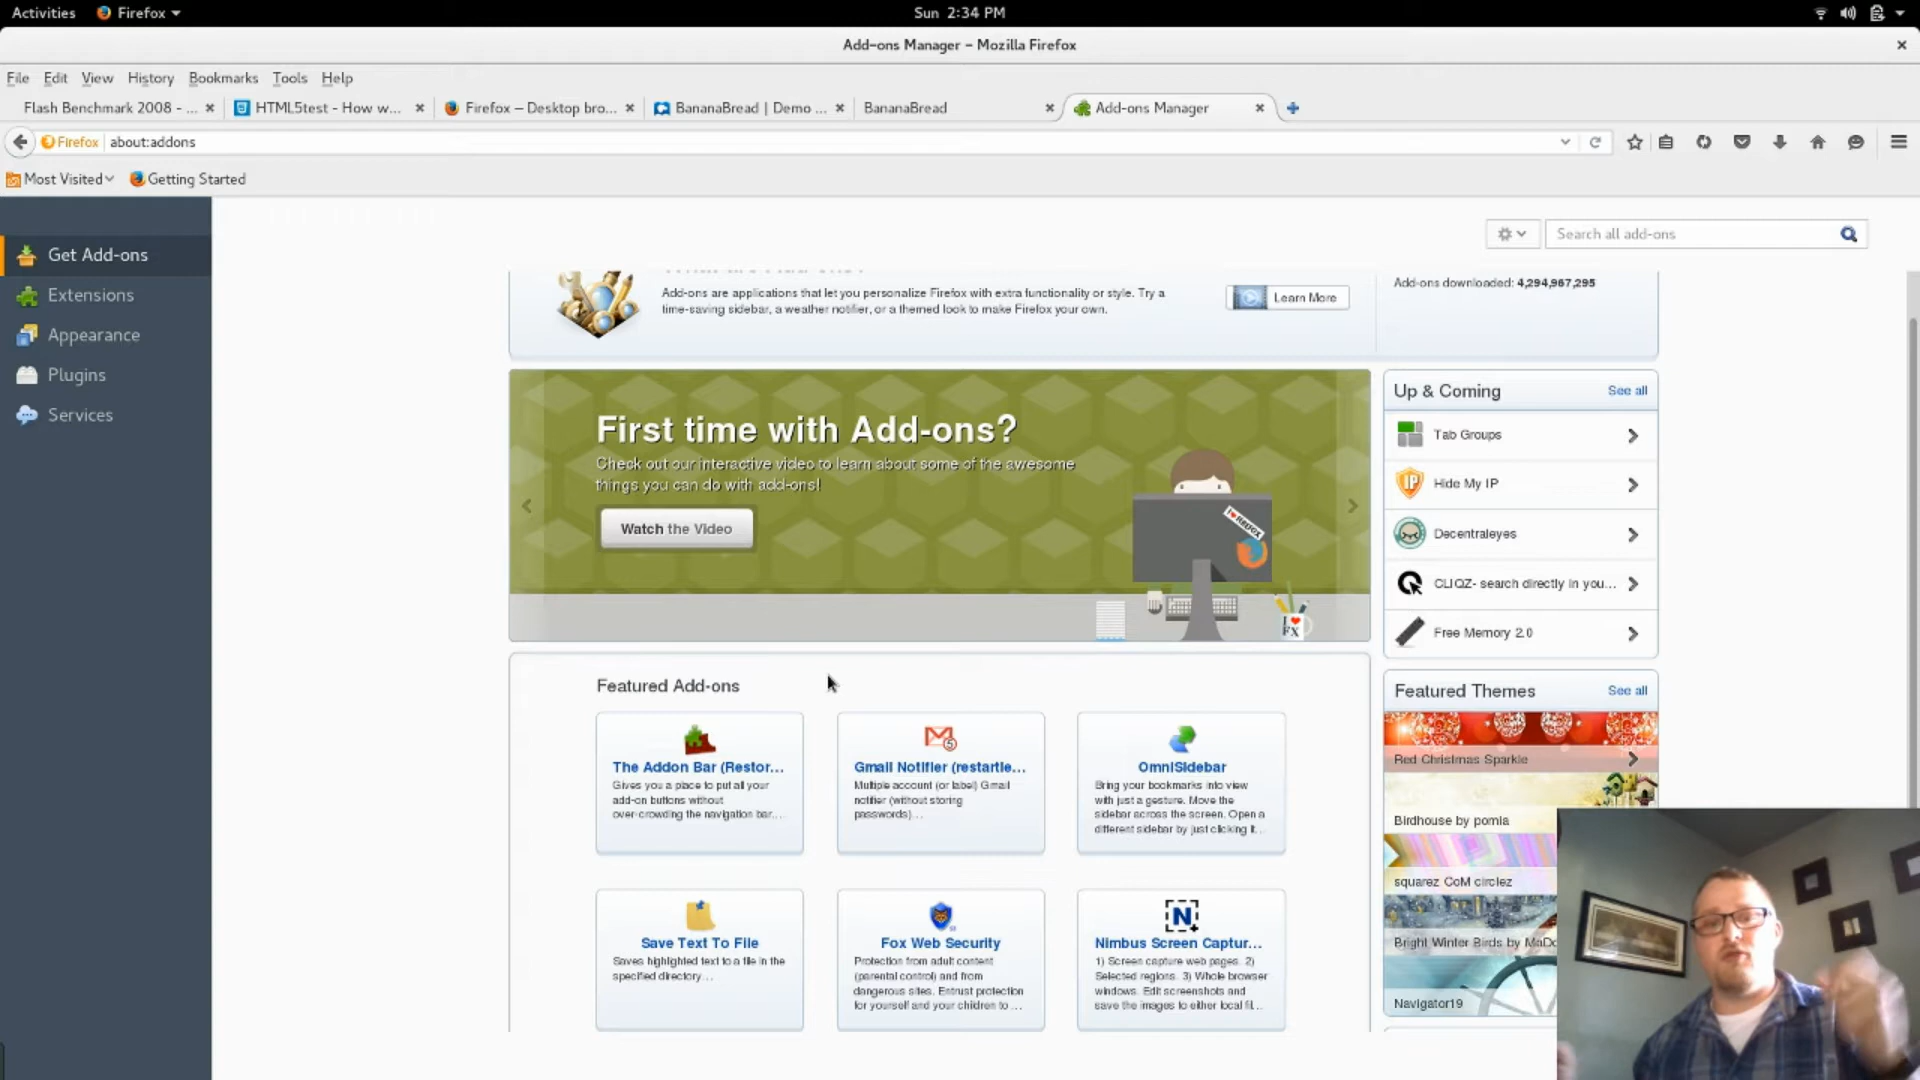 Activities Firefox Sun 2:34 PM
Add-ons Manager - Mozilla Firefox
File Edit View History Bookmarks Tools Help
Flash Benchmark 2008 - ... HTML5test - How w... Firefox — Desktop bro... BananaBread | Demo ... BananaBread Add-ons Manager
Firefox about:addons
Most Visited Getting Started
Get Add-ons
Extensions
Appearance
Plugins
Services
Search all add-ons
Add-ons are applications that let you personalize Firefox with extra functionality or style. Try a
time-saving sidebar, a weather notifier, or a themed look to make Firefox your own.
Learn More
Add-ons downloaded: 4,294,967,295
First time with Add-ons?
Check out our interactive video to learn about some of the awesome
things you can do with add-ons!
Watch the Video
I ♥ FIREFOX
I ♥
FX
Up & Coming See all
Tab Groups
IP Hide My IP
Decentraleyes
CLIQZ- search directly in you...
Free Memory 2.0
Featured Add-ons
The Addon Bar (Restor...
Gives you a place to put all your
add-on buttons without
over-crowding the navigation bar...
Gmail Notifier (restartle...
Multiple account (or label) Gmail
notifier (without storing
passwords)...
OmniSidebar
Bring your bookmarks into view
with just a gesture. Move the
sidebar across the screen. Open a
different sidebar by just clicking it...
Save Text To File
Saves highlighted text to a file in the
specified directory...
Fox Web Security
Protection from adult content
(parental control) and from
dangerous sites. Entrust protection
for yourself and your children to ...
N
Nimbus Screen Captur...
1) Screen capture web pages. 2)
Selected regions. 3) Whole browser
windows. Edit screenshots and
save the images to either local fil...
Featured Themes See all
Red Christmas Sparkle
Birdhouse by pomia
squarez CoM circlez
Bright Winter Birds by MaDo
Navigator19